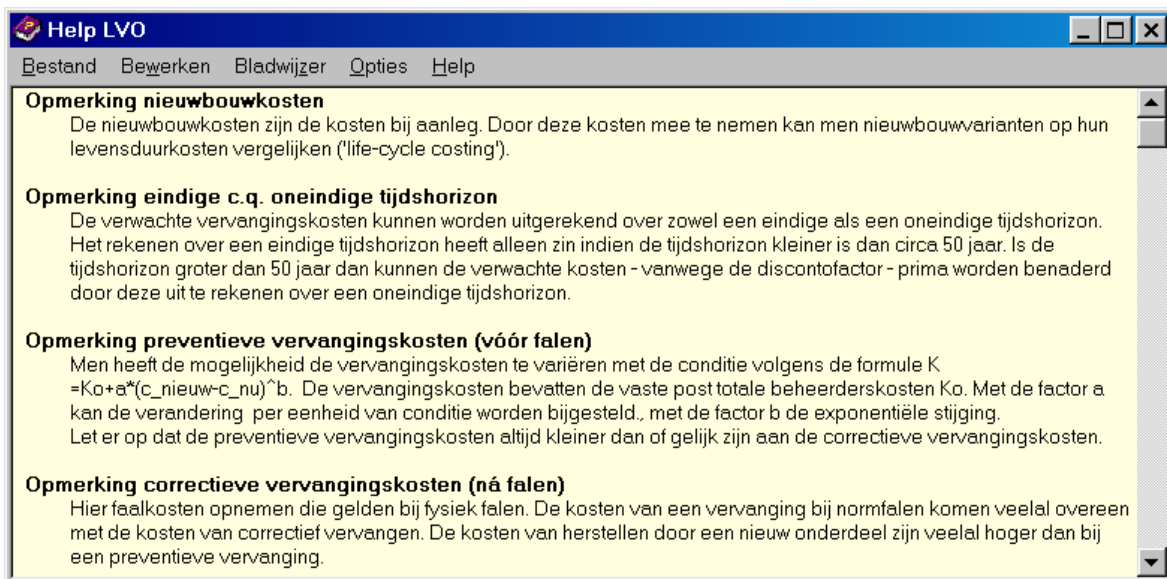 Help LVO
Bestand Bewerken Bladwijzer Opties Help
Opmerking nieuwbouwkosten
De nieuwbouwkosten zijn de kosten bij aanleg. Door deze kosten mee te nemen kan men nieuwbouwvarianten op hun
levensduurkosten vergelijken ('life-cycle costing').
Opmerking eindige c.q. oneindige tijdshorizon
De verwachte vervangingskosten kunnen worden uitgerekend over zowel een eindige als een oneindige tijdshorizon.
Het rekenen over een eindige tijdshorizon heeft alleen zin indien de tijdshorizon kleiner is dan circa 50 jaar. Is de
tijdshorizon groter dan 50 jaar dan kunnen de verwachte kosten - vanwege de discontofactor - prima worden benaderd
door deze uit te rekenen over een oneindige tijdshorizon.
Opmerking preventieve vervangingskosten (vóór falen)
Men heeft de mogelijkheid de vervangingskosten te variëren met de conditie volgens de formule K
=Ko+a*(c_nieuw-c_nu)^b. De vervangingskosten bevatten de vaste post totale beheerderskosten Ko. Met de factor a
kan de verandering per eenheid van conditie worden bijgesteld., met de factor b de exponentiële stijging.
Let er op dat de preventieve vervangingskosten altijd kleiner dan of gelijk zijn aan de correctieve vervangingskosten.
Opmerking correctieve vervangingskosten (ná falen)
Hier faalkosten opnemen die gelden bij fysiek falen. De kosten van een vervanging bij normfalen komen veelal overeen
met de kosten van correctief vervangen. De kosten van herstellen door een nieuw onderdeel zijn veelal hoger dan bij
een preventieve vervanging.